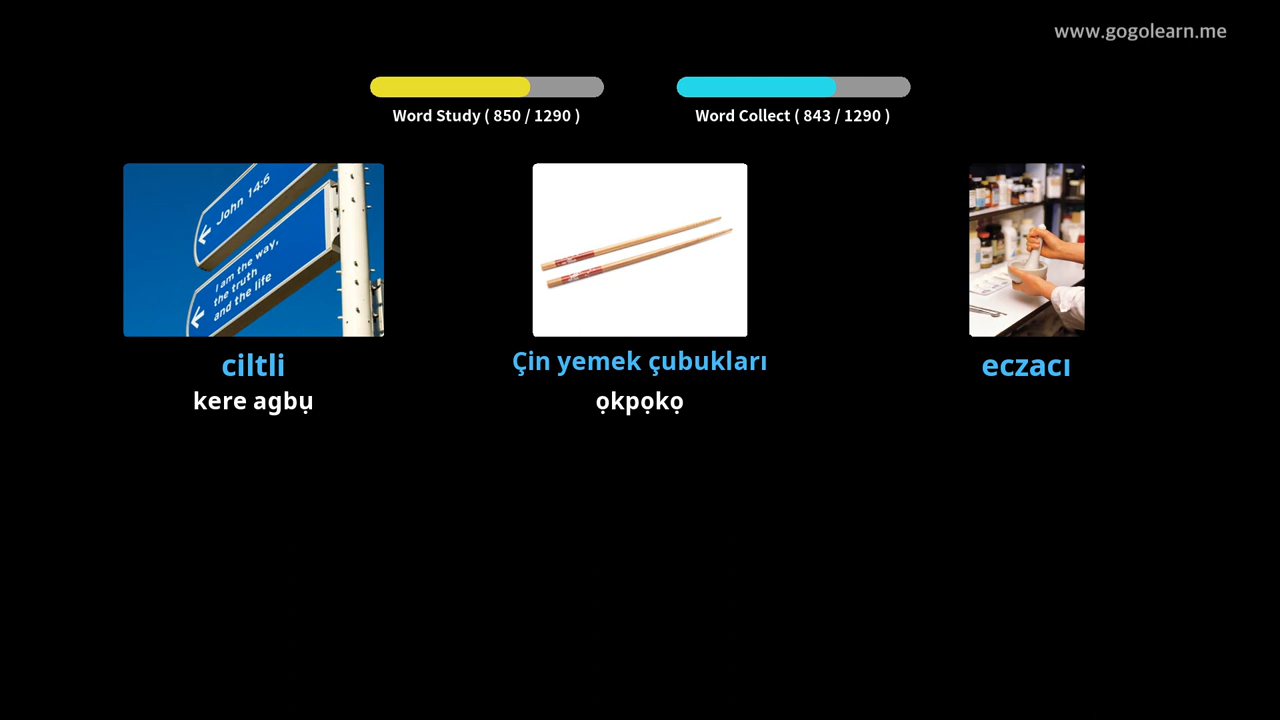 www.gogolearn.me
Word Study ( 850 / 1290 )
Word Collect ( 843 / 1290 )
John 14:6
I am the way,
the truth
and the life
ciltli
kere agbụ
Çin yemek çubukları
ọkpọkọ
eczacı